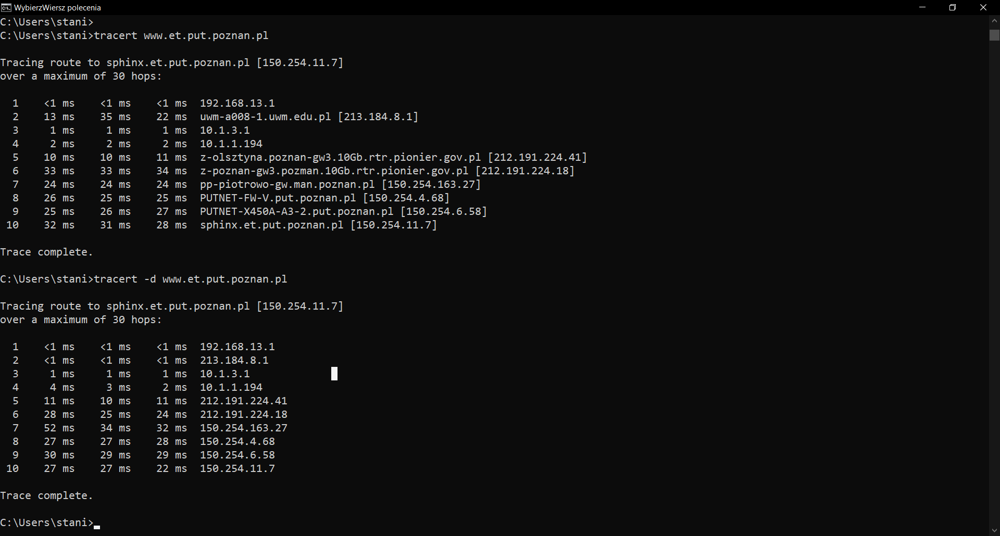 WybierzWiersz polecenia
C:\Users\stani>
C:\Users\stani>tracert www.et.put.poznan.pl
Tracing route to sphinx.et.put.poznan.pl [150.254.11.7]
over a maximum of 30 hops:
1 <1 ms <1 ms <1 ms 192.168.13.1
2 13 ms 35 ms 22 ms uwm-a008-1.uwm.edu.pl [213.184.8.1]
3 1 ms 1 ms 1 ms 10.1.3.1
4 2 ms 2 ms 2 ms 10.1.1.194
5 10 ms 10 ms 11 ms z-olsztyna.poznan-gw3.10Gb.rtr.pionier.gov.pl [212.191.224.41]
6 33 ms 33 ms 34 ms z-poznan-gw3.pozman.10Gb.rtr.pionier.gov.pl [212.191.224.18]
7 24 ms 24 ms 24 ms pp-piotrowo-gw.man.poznan.pl [150.254.163.27]
8 26 ms 25 ms 25 ms PUTNET-FW-V.put.poznan.pl [150.254.4.68]
9 25 ms 26 ms 27 ms PUTNET-X450A-A3-2.put.poznan.pl [150.254.6.58]
10 32 ms 31 ms 28 ms sphinx.et.put.poznan.pl [150.254.11.7]
Trace complete.
C:\Users\stani>tracert -d www.et.put.poznan.pl
Tracing route to sphinx.et.put.poznan.pl [150.254.11.7]
over a maximum of 30 hops:
1 <1 ms <1 ms <1 ms 192.168.13.1
2 <1 ms <1 ms <1 ms 213.184.8.1
3 1 ms 1 ms 1 ms 10.1.3.1
4 4 ms 3 ms 2 ms 10.1.1.194
5 11 ms 10 ms 11 ms 212.191.224.41
6 28 ms 25 ms 24 ms 212.191.224.18
7 52 ms 34 ms 32 ms 150.254.163.27
8 27 ms 27 ms 28 ms 150.254.4.68
9 30 ms 29 ms 29 ms 150.254.6.58
10 27 ms 27 ms 22 ms 150.254.11.7
Trace complete.
C:\Users\stani>